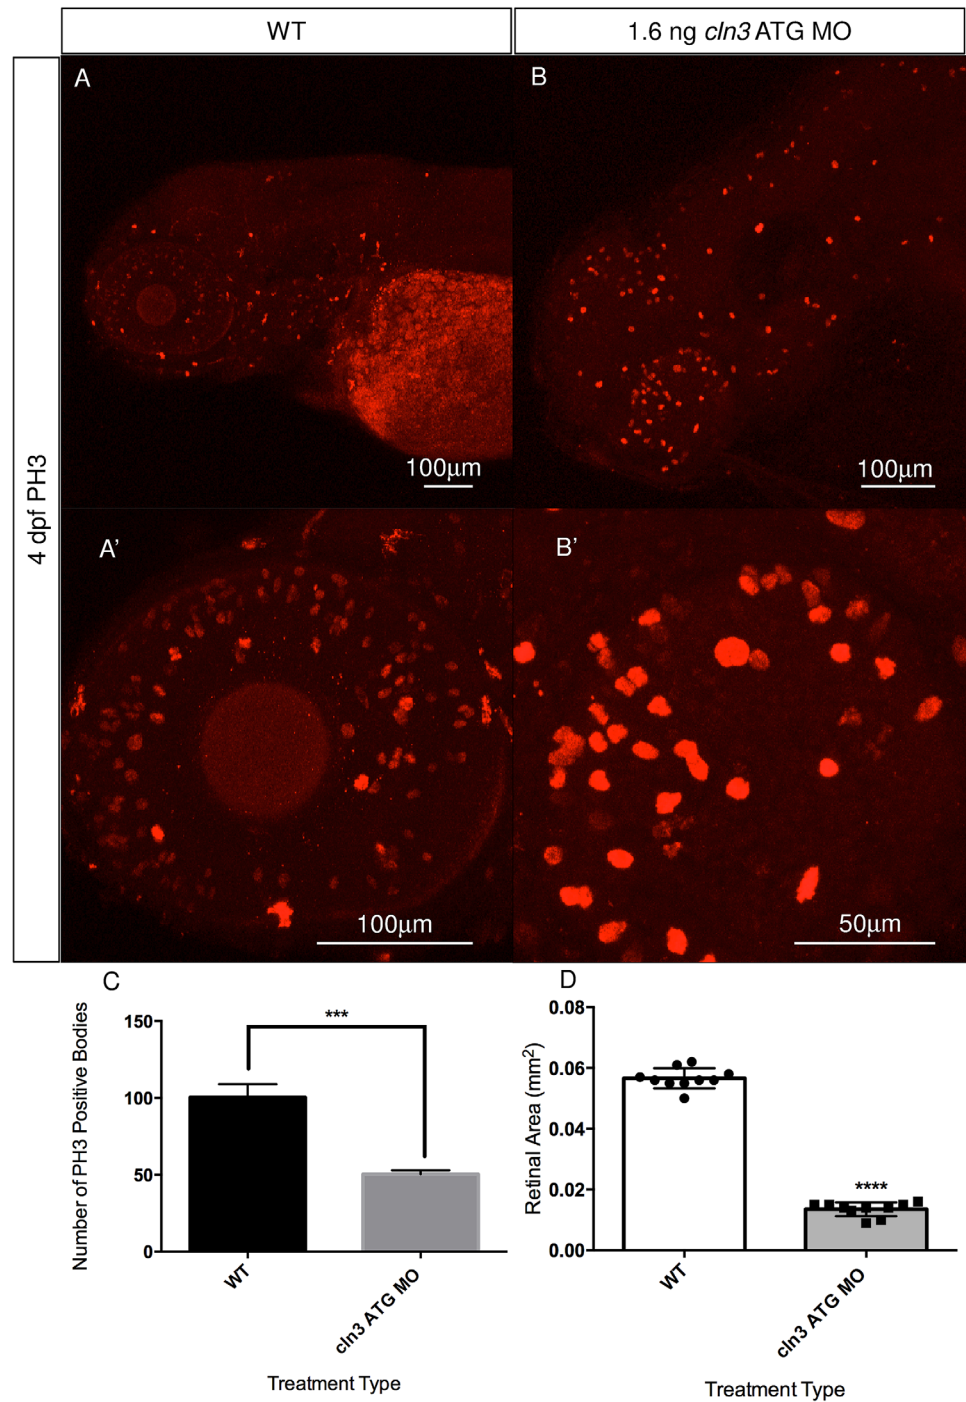 WT
1.6 ng cln3 ATG MO
4 dpf PH3
A
B
100μm
100μm
A'
B'
100μm
50μm
C
D
Number of PH3 Positive Bodies
150
100
50
0
***
WT
cln3 ATG MO
Treatment Type
Retinal Area (mm²)
0.08
0.06
0.04
0.02
0.00
****
WT
cln3 ATG MO
Treatment Type